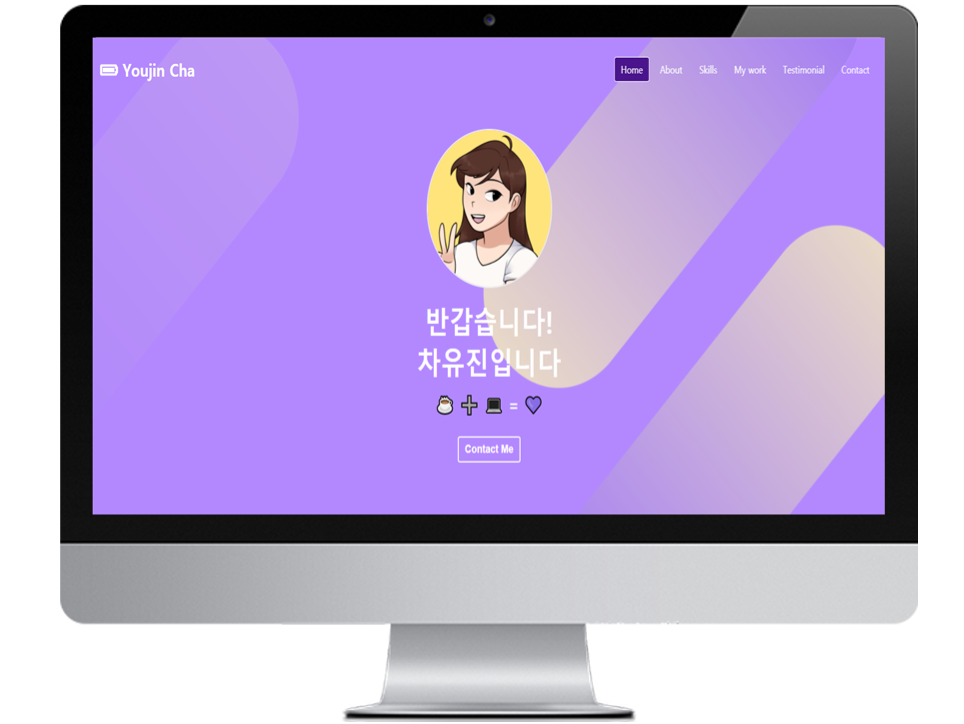 Youjin Cha
Home About Skills My work Testimonial Contact
반갑습니다!
차유진입니다
=
Contact Me